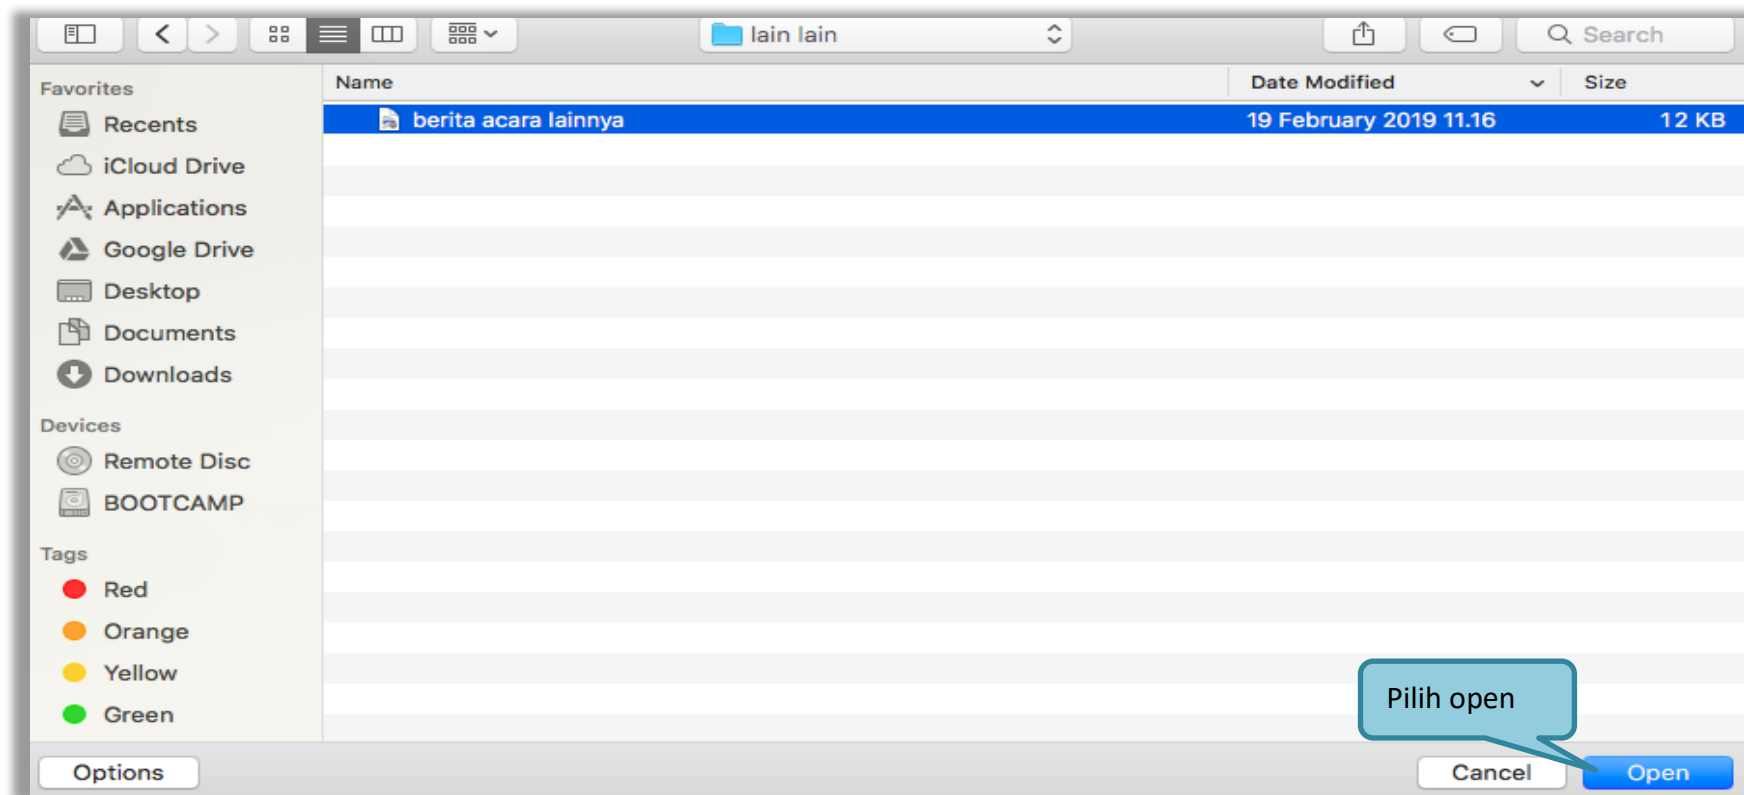 lain lain
Search
Favorites
Recents
iCloud Drive
Applications
Google Drive
Desktop
Documents
Downloads
Devices
Remote Disc
BOOTCAMP
Tags
Red
Orange
Yellow
Green
Name Date Modified Size
berita acara lainnya 19 February 2019 11.16 12 KB
Pilih open
Options Cancel Open